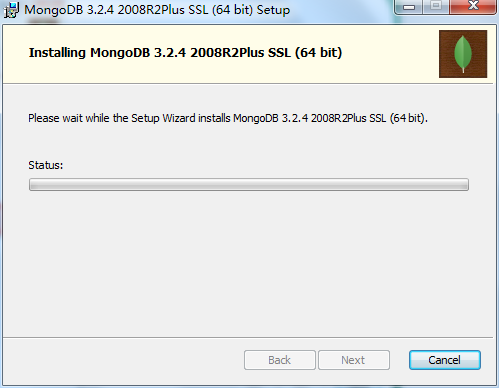 MongoDB 3.2.4 2008R2Plus SSL (64 bit) Setup
Installing MongoDB 3.2.4 2008R2Plus SSL (64 bit)
Please wait while the Setup Wizard installs MongoDB 3.2.4 2008R2Plus SSL (64 bit).
Status:
Back Next Cancel